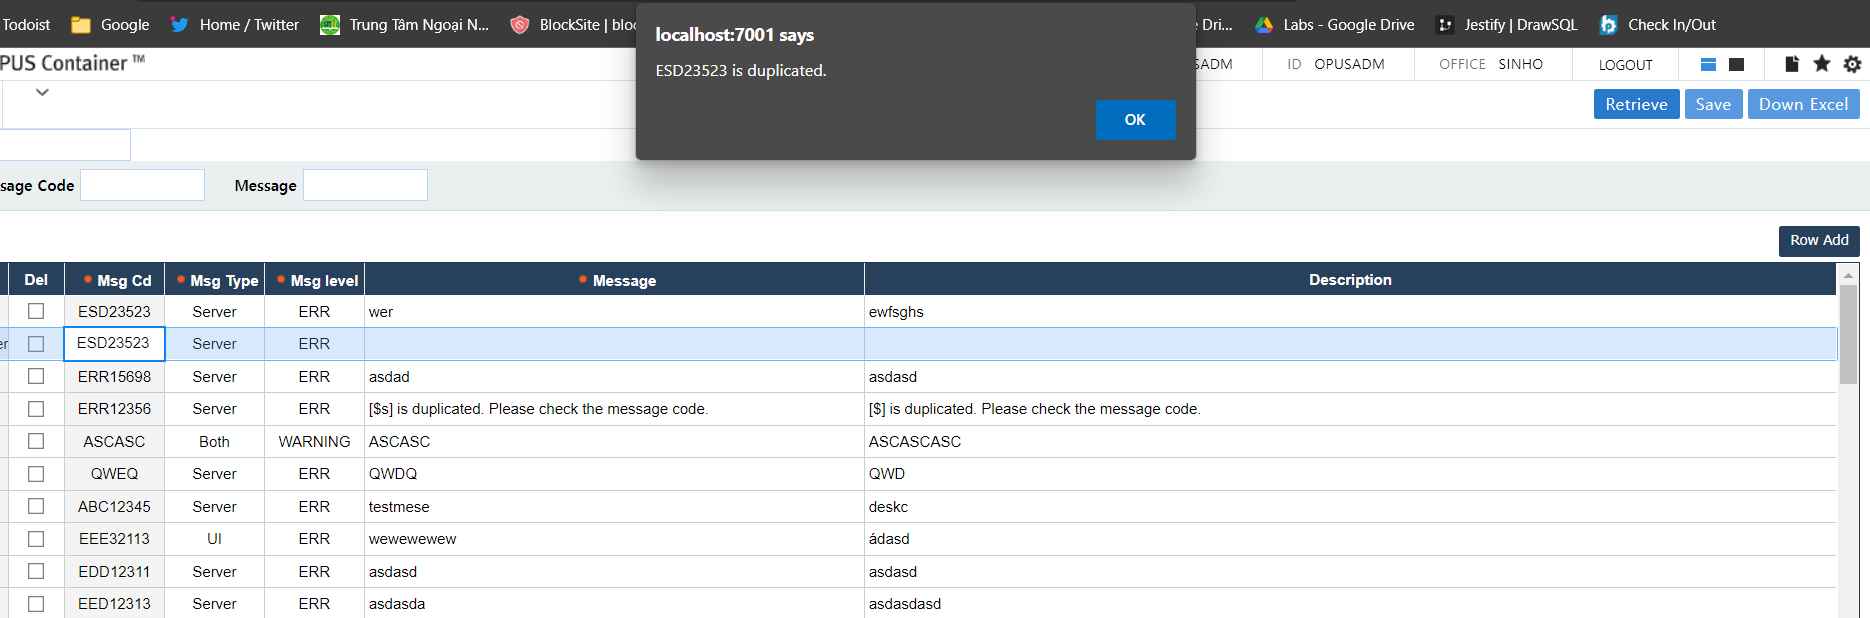 Todoist Google Home / Twitter Trung Tâm Ngoại N... BlockSite | bloc Dri... Labs - Google Drive Jestify | DrawSQL Check In/Out
localhost:7001 says
ESD23523 is duplicated.
OK
PUS Container ™ SADM ID OPUSADM OFFICE SINHO LOGOUT
Retrieve Save Down Excel
sage Code Message
Row Add
Del Msg Cd Msg Type Msg level Message Description
ESD23523 Server ERR wer ewfsghs
er ESD23523 Server ERR
ERR15698 Server ERR asdad asdasd
ERR12356 Server ERR [$s] is duplicated. Please check the message code. [$] is duplicated. Please check the message code.
ASCASC Both WARNING ASCASC ASCASCASC
QWEQ Server ERR QWDQ QWD
ABC12345 Server ERR testmese deskc
EEE32113 UI ERR wewewewew ádasd
EDD12311 Server ERR asdasd asdasd
EED12313 Server ERR asdasda asdasdasd